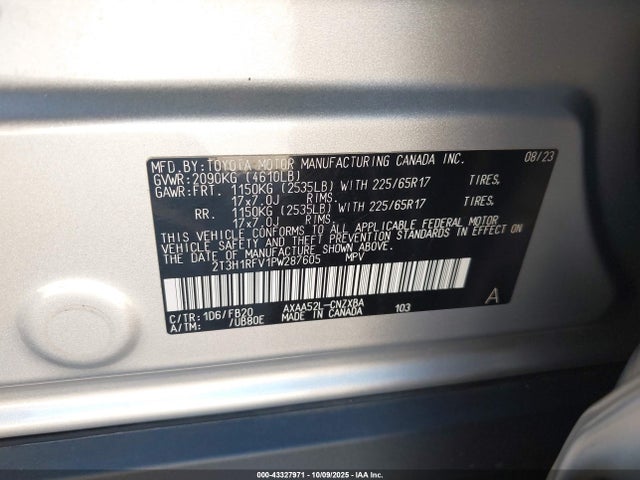 MFD.BY:TOYOTA MOTOR MANUFACTURING CANADA INC. 08/23
GVWR:2090KG (4610LB)
GAWR:FRT. 1150KG (2535LB) WITH 225/65R17 TIRES,
17x7.0J RIMS.
RR. 1150KG (2535LB) WITH 225/65R17 TIRES,
17x7.0J RIMS.
THIS VEHICLE CONFORMS TO ALL APPLICABLE FEDERAL MOTOR
VEHICLE SAFETY AND THEFT PREVENTION STANDARDS IN EFFECT
ON THE DATE OF MANUFACTURE SHOWN ABOVE.
2T3H1RFV1PW287605 MPV
C/TR:1D6/FB20 AXAA52L-CNZXBA A
A/TM: /UB80E MADE IN CANADA 103
000-43327971 | 10/09/2025 | IAA Inc.